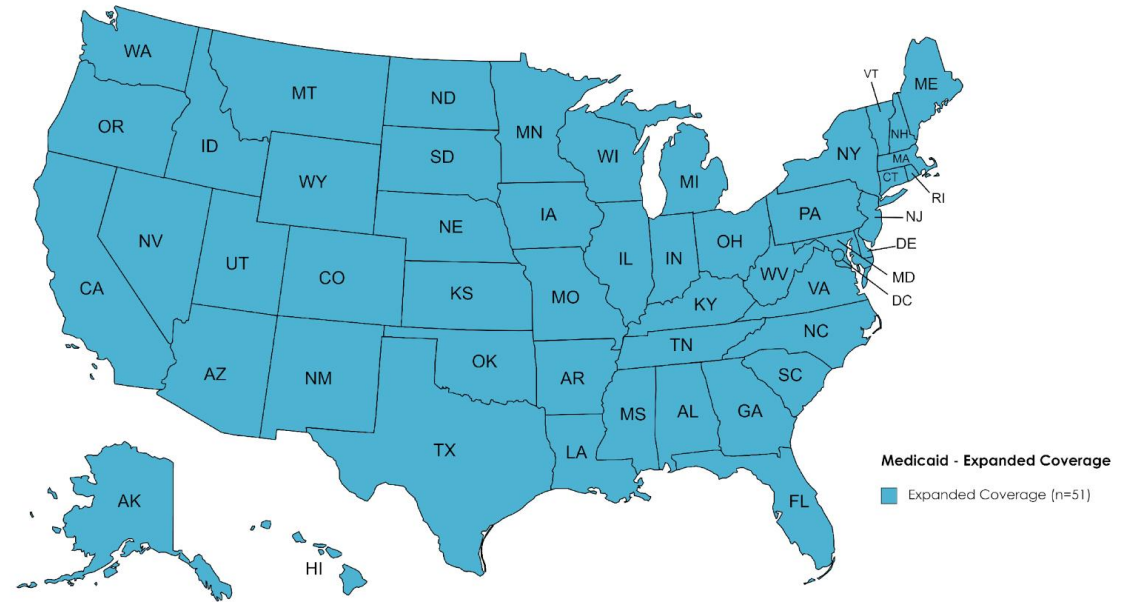 WA
MT
ND
MN
VT
ME
OR
ID
SD
WI
NY
NH
MA
WY
MI
CT
RI
IA
PA
NJ
NE
NV
OH
DE
UT
IL
IN
WV
MD
CA
CO
KS
MO
VA
DC
KY
NC
TN
AZ
NM
OK
AR
SC
MS
AL
GA
TX
LA
Medicaid - Expanded Coverage
Expanded Coverage (n=51)
AK
FL
HI